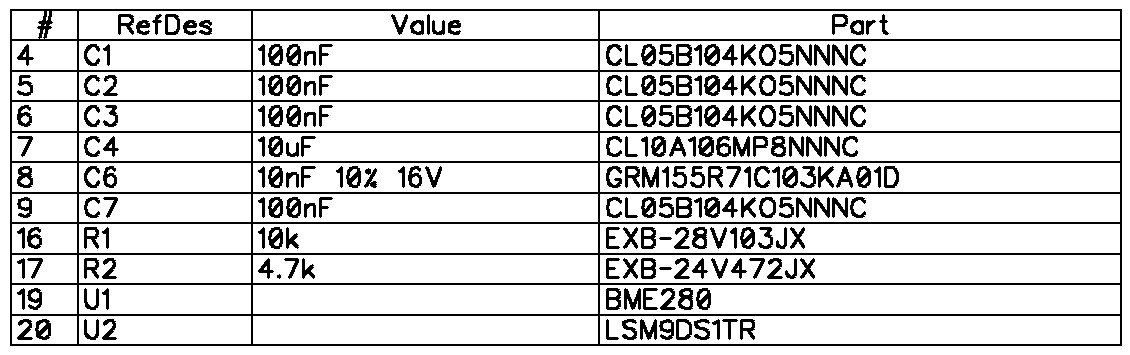 # RefDes Value Part
4 C1 100nF CL05B104KO5NNNC
5 C2 100nF CL05B104KO5NNNC
6 C3 100nF CL05B104KO5NNNC
7 C4 10uF CL10A106MP8NNNC
8 C6 10nF 10% 16V GRM155R71C103KA01D
9 C7 100nF CL05B104KO5NNNC
16 R1 10k EXB-28V103JX
17 R2 4.7k EXB-24V472JX
19 U1 BME280
20 U2 LSM9DS1TR